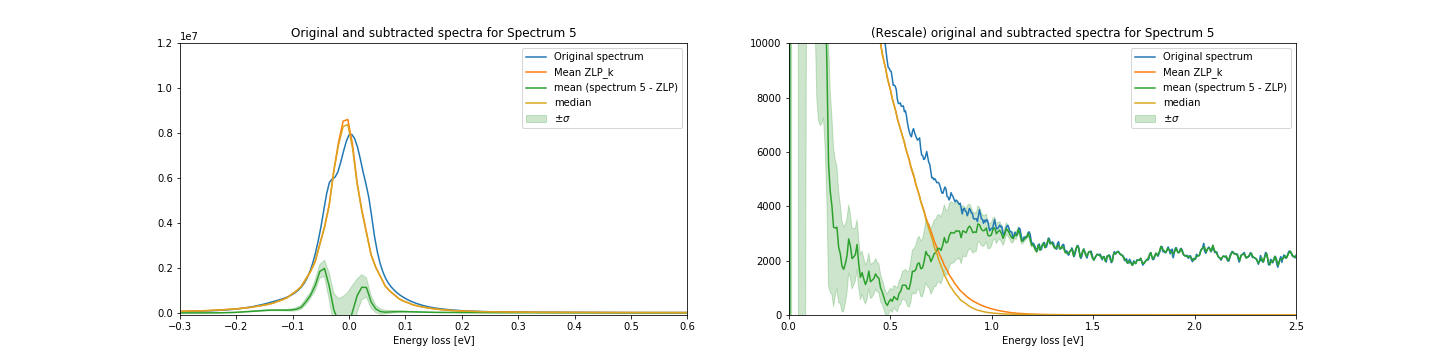 Original and subtracted spectra for Spectrum 5
1e7
1.2
1.0
0.8
0.6
0.4
0.2
0.0
−0.3 −0.2 −0.1 0.0 0.1 0.2 0.3 0.4 0.5 0.6
Energy loss [eV]
Original spectrum
Mean ZLP_k
mean (spectrum 5 - ZLP)
median
±σ
(Rescale) original and subtracted spectra for Spectrum 5
10000
8000
6000
4000
2000
0
0.0 0.5 1.0 1.5 2.0 2.5
Energy loss [eV]
Original spectrum
Mean ZLP_k
mean (spectrum 5 - ZLP)
median
±σ